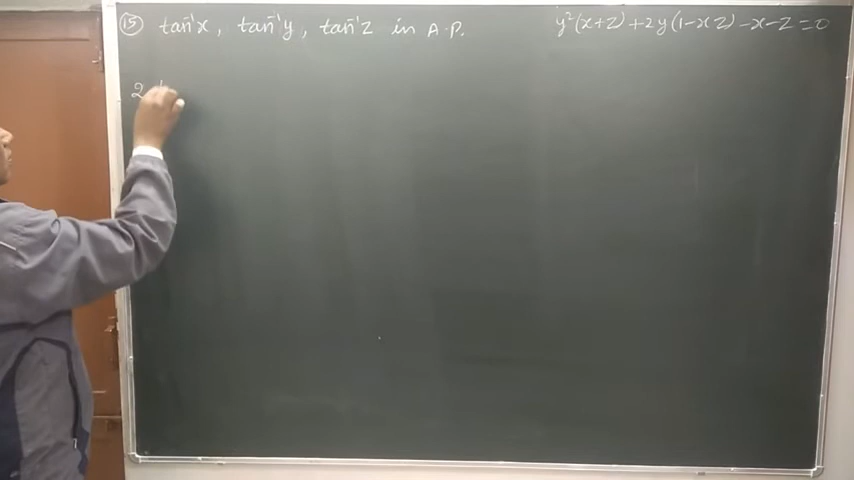 ⑮ tan⁻¹x, tan⁻¹y, tan⁻¹z in A.P. y²(x+z)+2y(1-xz)-x-z=0
2